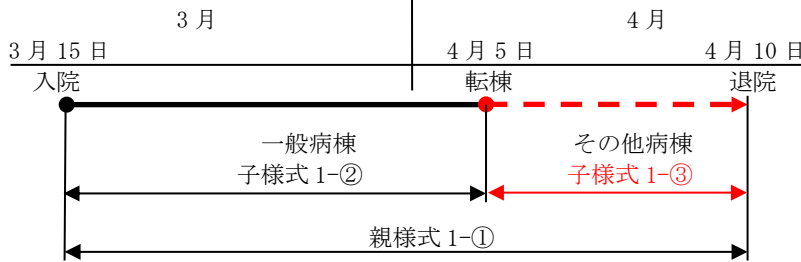 3 月
4 月
3 月 15 日
4 月 5 日
4 月 10 日
入院
転棟
退院
一般病棟
その他病棟
子様式 1-②
子様式 1-③
親様式 1-①